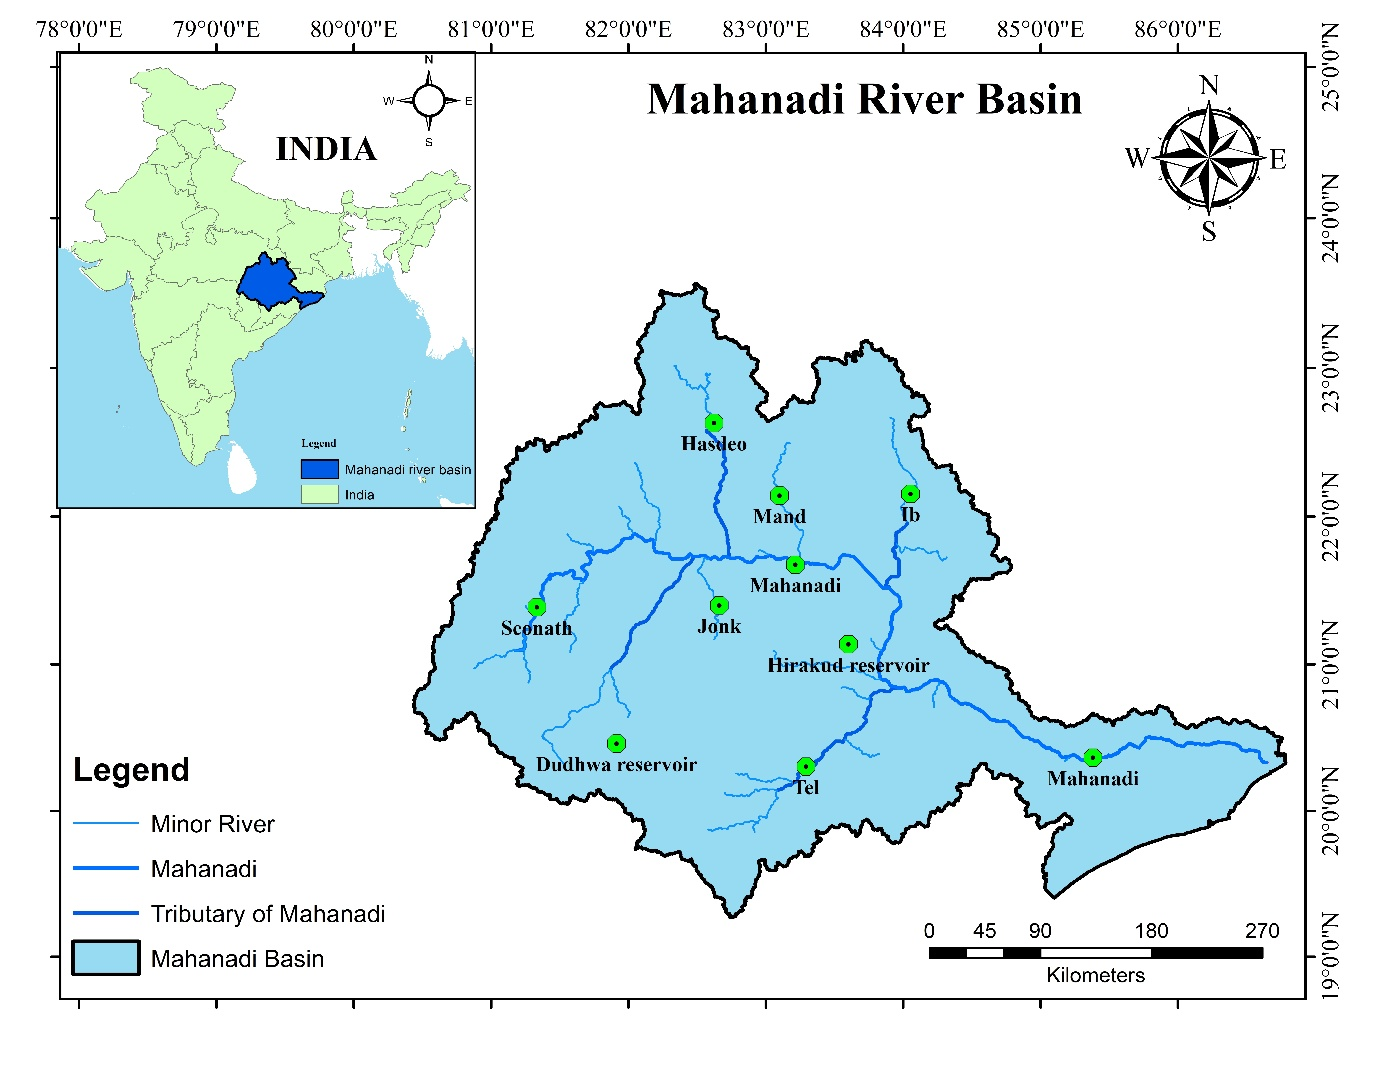 78°0'0"E 79°0'0"E 80°0'0"E 81°0'0"E 82°0'0"E 83°0'0"E 84°0'0"E 85°0'0"E 86°0'0"E
N
W E
S
INDIA
Legend
Mahanadi river basin
India
Mahanadi River Basin
N
W E
S
25°0'0"N
24°0'0"N
23°0'0"N
22°0'0"N
21°0'0"N
20°0'0"N
19°0'0"N
Hasdeo
Mand
Ib
Mahanadi
Seonath
Jonk
Hirakud reservoir
Dudhwa reservoir
Tel
Mahanadi
Legend
Minor River
Mahanadi
Tributary of Mahanadi
Mahanadi Basin
0 45 90 180 270
Kilometers